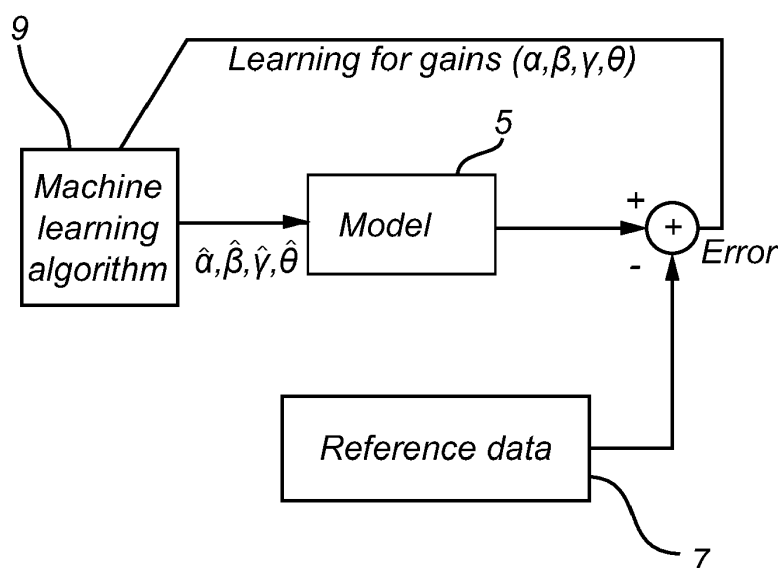 9
Learning for gains (α,β,γ,θ)
5
Machine
learning
algorithm
α̂,β̂,γ̂,θ̂
Model
+
+
-
Error
Reference data
7